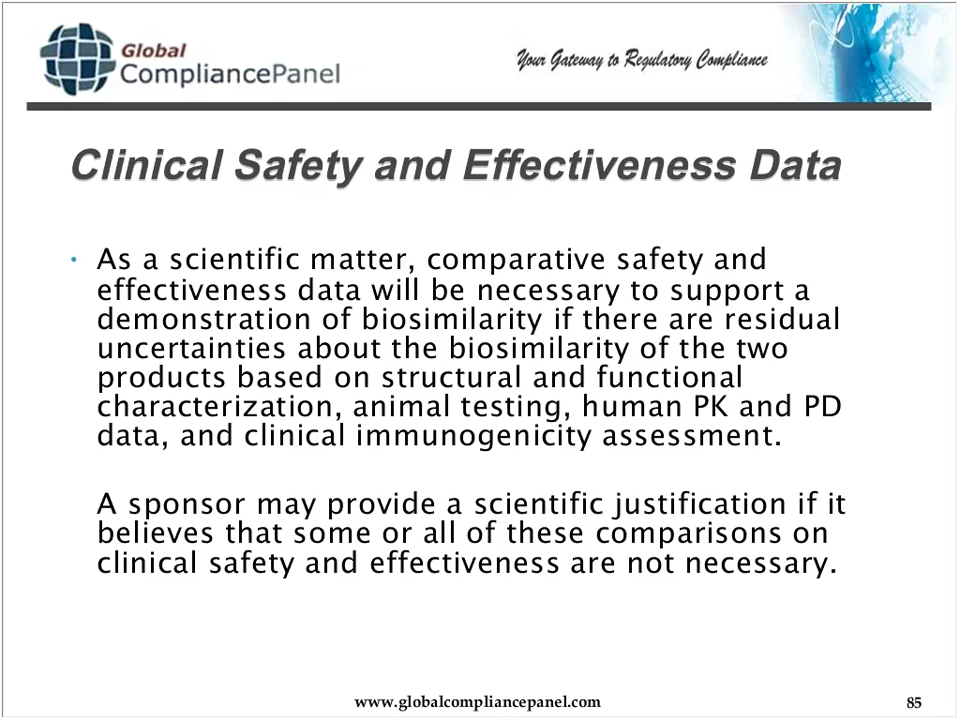 Global
CompliancePanel
Your Gateway to Regulatory Compliance
Clinical Safety and Effectiveness Data
• As a scientific matter, comparative safety and
effectiveness data will be necessary to support a
demonstration of biosimilarity if there are residual
uncertainties about the biosimilarity of the two
products based on structural and functional
characterization, animal testing, human PK and PD
data, and clinical immunogenicity assessment.
A sponsor may provide a scientific justification if it
believes that some or all of these comparisons on
clinical safety and effectiveness are not necessary.
www.globalcompliancepanel.com
85